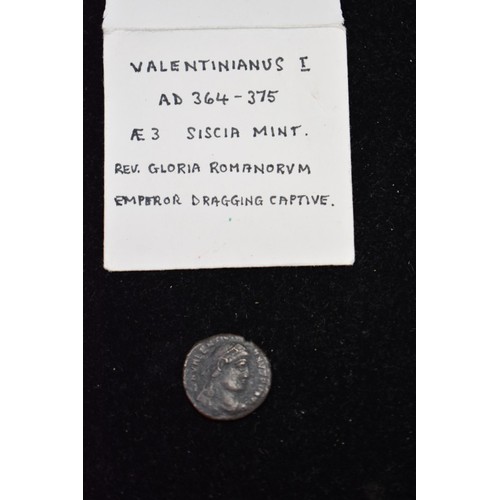 VALENTINIANUS I
AD 364-375
Æ3 SISCIA MINT.
REV. GLORIA ROMANORVM
EMPEROR DRAGGING CAPTIVE.